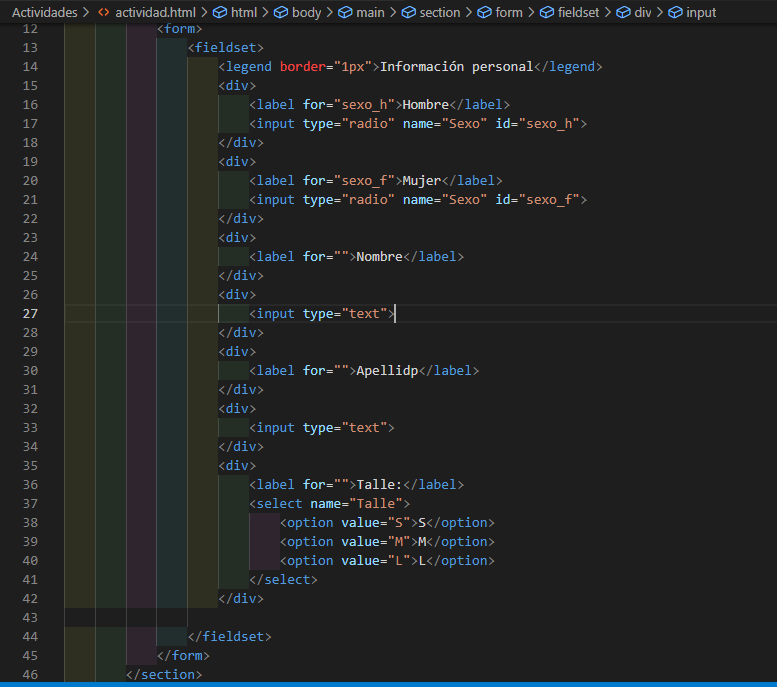 Actividades > <> actividad.html > html > body > main > section > form > fieldset > div > input
12 <form>
13 <fieldset>
14 <legend border="1px">Información personal</legend>
15 <div>
16 <label for="sexo_h">Hombre</label>
17 <input type="radio" name="Sexo" id="sexo_h">
18 </div>
19 <div>
20 <label for="sexo_f">Mujer</label>
21 <input type="radio" name="Sexo" id="sexo_f">
22 </div>
23 <div>
24 <label for="">Nombre</label>
25 </div>
26 <div>
27 <input type="text">
28 </div>
29 <div>
30 <label for="">Apellidp</label>
31 </div>
32 <div>
33 <input type="text">
34 </div>
35 <div>
36 <label for="">Talle:</label>
37 <select name="Talle">
38 <option value="S">S</option>
39 <option value="M">M</option>
40 <option value="L">L</option>
41 </select>
42 </div>
43
44 </fieldset>
45 </form>
46 </section>